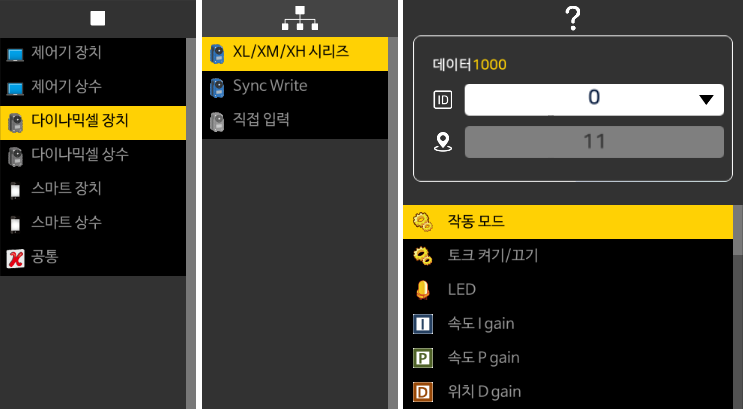 제어기 장치
제어기 상수
다이나믹셀 장치
다이나믹셀 상수
스마트 장치
스마트 상수
공통
XL/XM/XH 시리즈
Sync Write
직접 입력
?
데이터1000
ID
0
11
작동 모드
토크 켜기/끄기
LED
I
속도 I gain
P
속도 P gain
D
위치 D gain